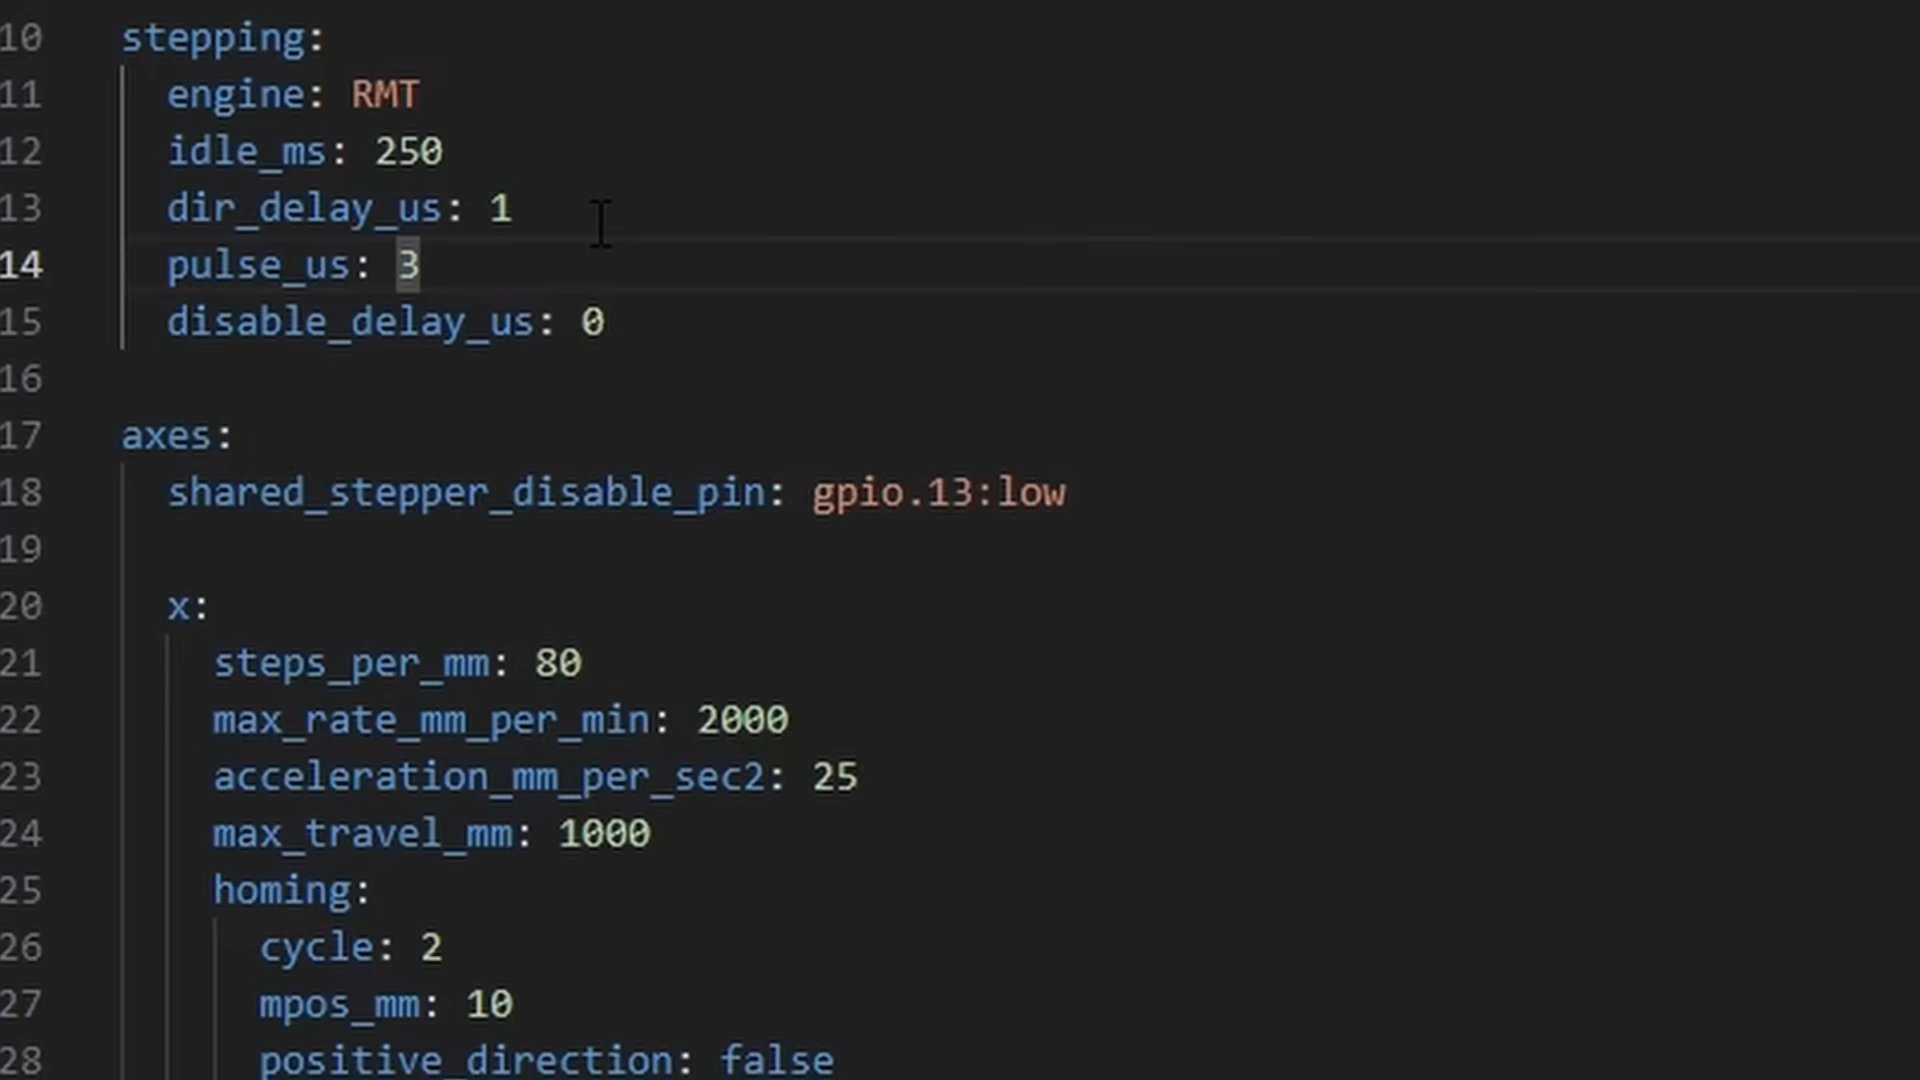 10 stepping:
11 engine: RMT
12 idle_ms: 250
13 dir_delay_us: 1
14 pulse_us: 3
15 disable_delay_us: 0
16
17 axes:
18 shared_stepper_disable_pin: gpio.13:low
19
20 x:
21 steps_per_mm: 80
22 max_rate_mm_per_min: 2000
23 acceleration_mm_per_sec2: 25
24 max_travel_mm: 1000
25 homing:
26 cycle: 2
27 mpos_mm: 10
28 positive_direction: false